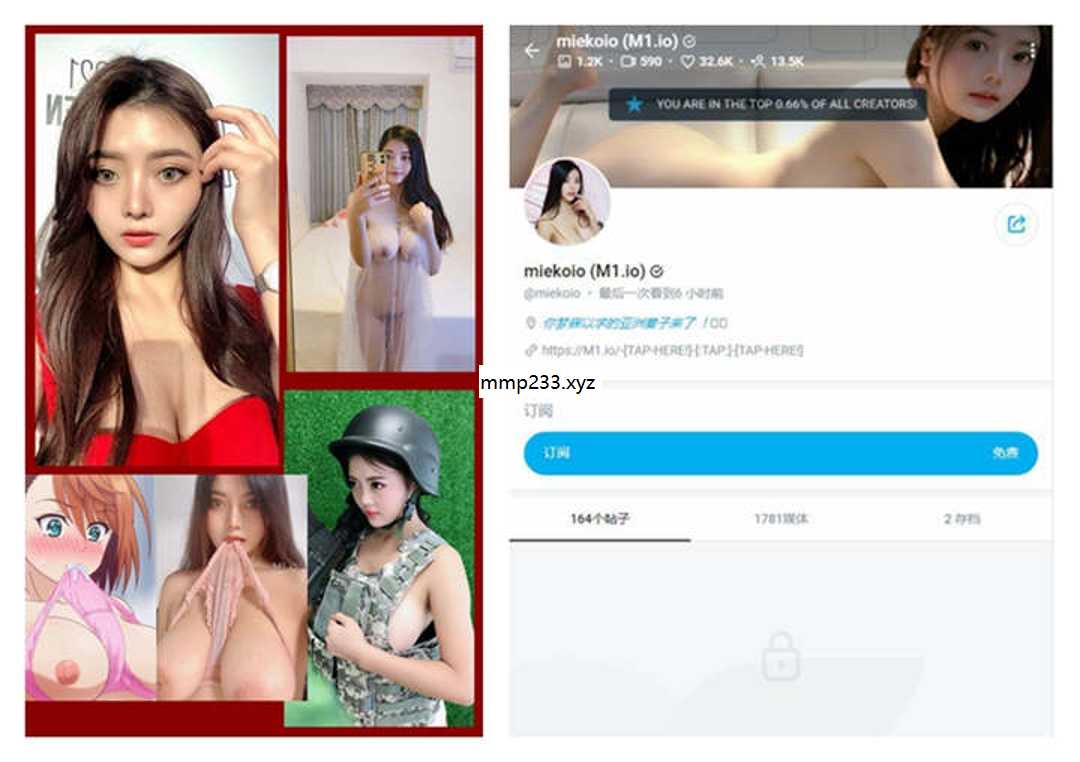 miekoio (M1.io)
1.2K · 590 · 32.6K · 13.5K
YOU ARE IN THE TOP 0.66% OF ALL CREATORS!
miekoio (M1.io)
@miekoio · 最后一次看到6 小时前
你梦寐以求的亚洲妻子来了 !
https://M1.io/-[TAP-HERE!]-[:TAP:]-[TAP-HERE!]
mmp233.xyz
订阅
订阅 免费
164个帖子 1781媒体 2 存档